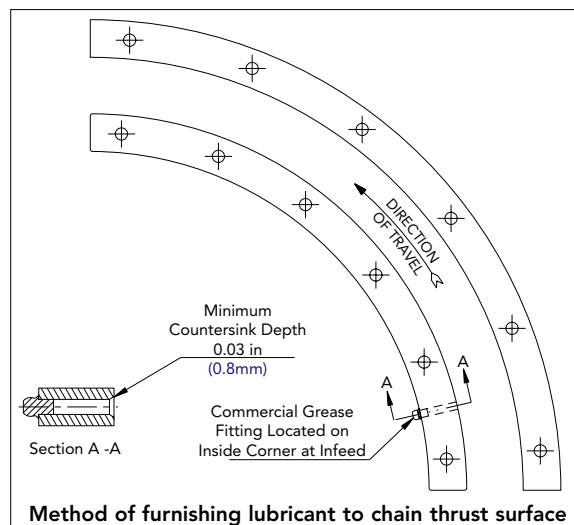 DIRECTION
OF TRAVEL
Minimum
Countersink Depth
0.03 in
(0.8mm)
A
A
Commercial Grease
Fitting Located on
Inside Corner at Infeed
Section A -A
Method of furnishing lubricant to chain thrust surface